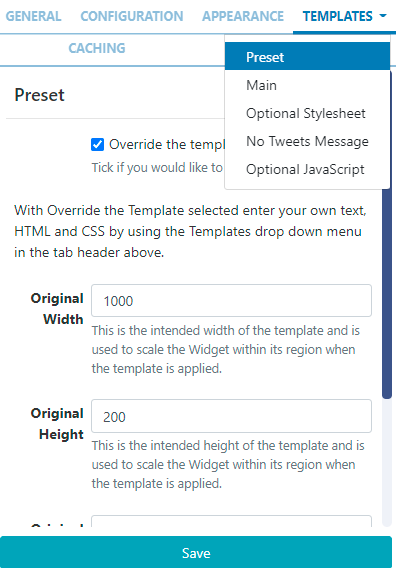 GENERAL CONFIGURATION APPEARANCE TEMPLATES
CACHING
Preset
Main
Optional Stylesheet
No Tweets Message
Optional JavaScript
Preset
Override the
Tick if you would like to
With Override the Template selected enter your own text,
HTML and CSS by using the Templates drop down menu
in the tab header above.
Original
Width
1000
This is the intended width of the template and is
used to scale the Widget within its region when
the template is applied.
Original
Height
200
This is the intended height of the template and is
used to scale the Widget within its region when
the template is applied.
Save